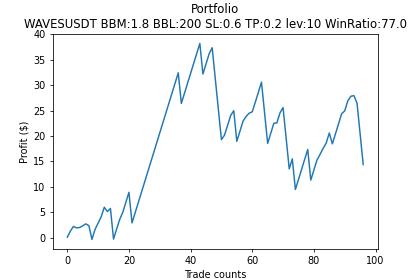 Portfolio
WAVESUSDT BBM:1.8 BBL:200 SL:0.6 TP:0.2 lev:10 WinRatio:77.0
40
35
30
25
20
15
10
5
0
Profit ($)
0 20 40 60 80 100
Trade counts